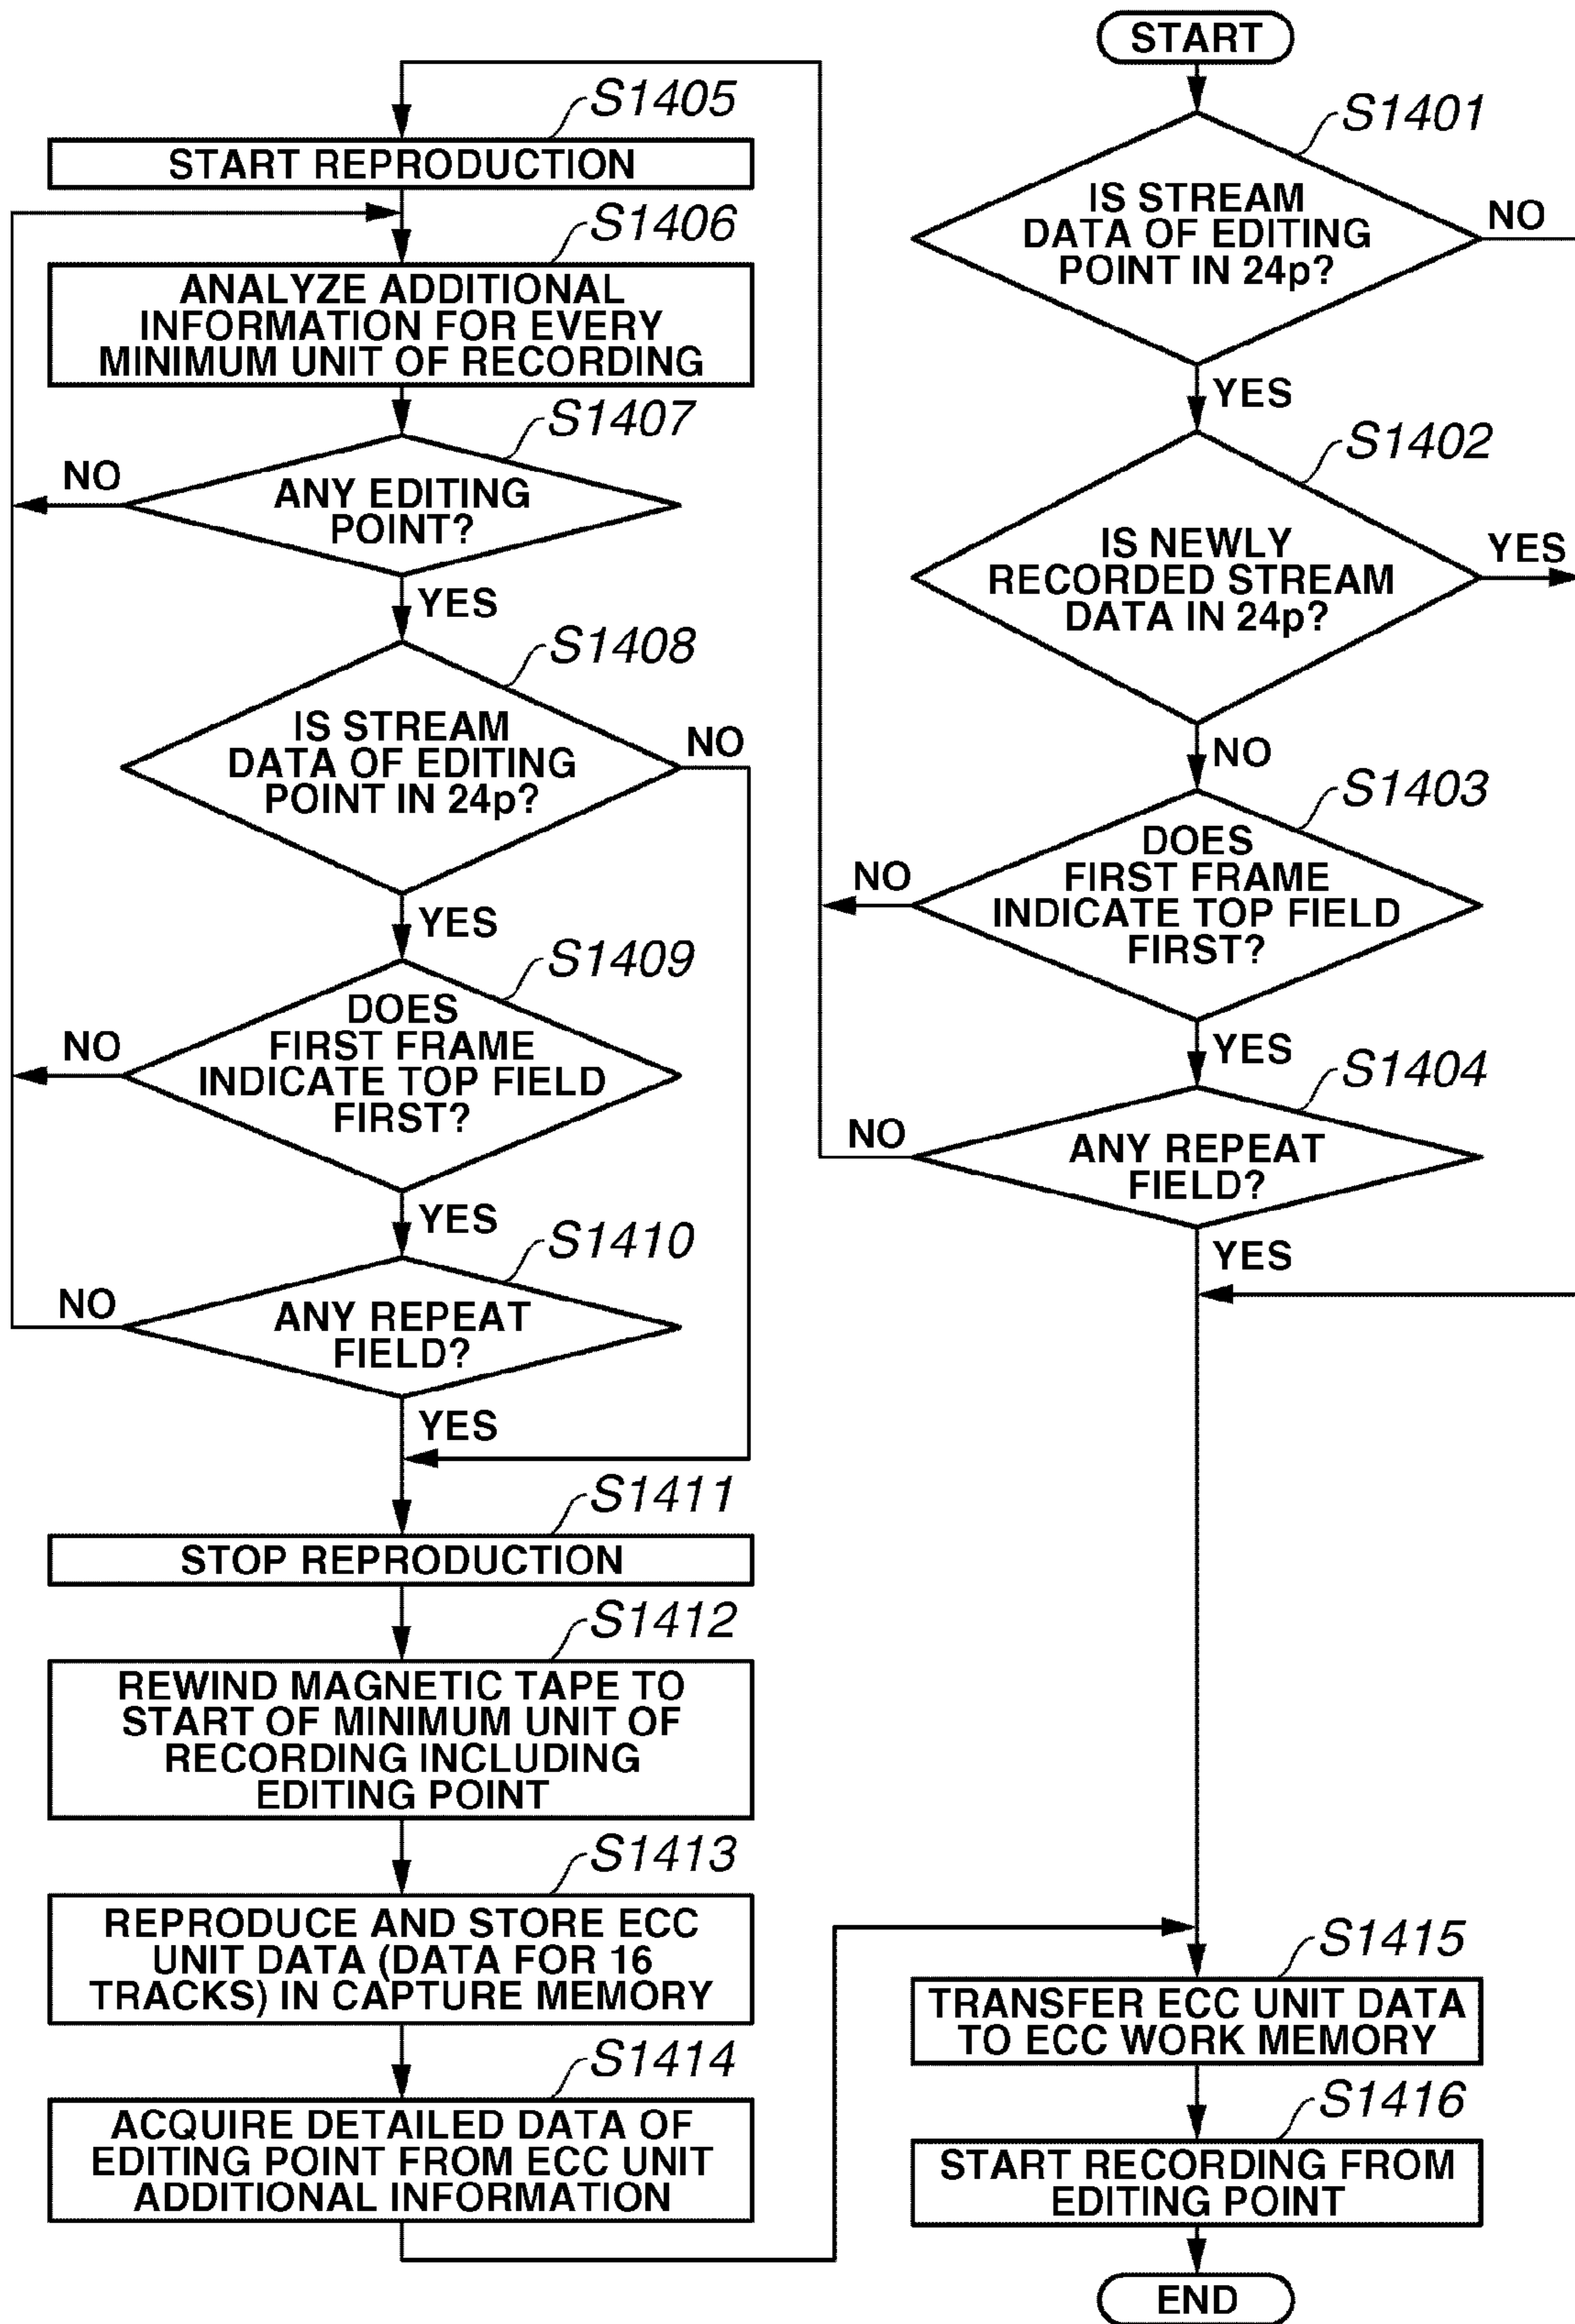 START
S1401
IS STREAM
DATA OF EDITING
POINT IN 24p?
NO
YES
S1402
IS NEWLY
RECORDED STREAM
DATA IN 24p?
YES
NO
S1403
DOES
FIRST FRAME
INDICATE TOP FIELD
FIRST?
NO
YES
S1404
ANY REPEAT
FIELD?
NO
YES
S1405
START REPRODUCTION
S1406
ANALYZE ADDITIONAL
INFORMATION FOR EVERY
MINIMUM UNIT OF RECORDING
S1407
ANY EDITING
POINT?
NO
YES
S1408
IS STREAM
DATA OF EDITING
POINT IN 24p?
NO
YES
S1409
DOES
FIRST FRAME
INDICATE TOP FIELD
FIRST?
NO
YES
S1410
ANY REPEAT
FIELD?
NO
YES
S1411
STOP REPRODUCTION
S1412
REWIND MAGNETIC TAPE TO
START OF MINIMUM UNIT OF
RECORDING INCLUDING
EDITING POINT
S1413
REPRODUCE AND STORE ECC
UNIT DATA (DATA FOR 16
TRACKS) IN CAPTURE MEMORY
S1414
ACQUIRE DETAILED DATA OF
EDITING POINT FROM ECC UNIT
ADDITIONAL INFORMATION
S1415
TRANSFER ECC UNIT DATA
TO ECC WORK MEMORY
S1416
START RECORDING FROM
EDITING POINT
END